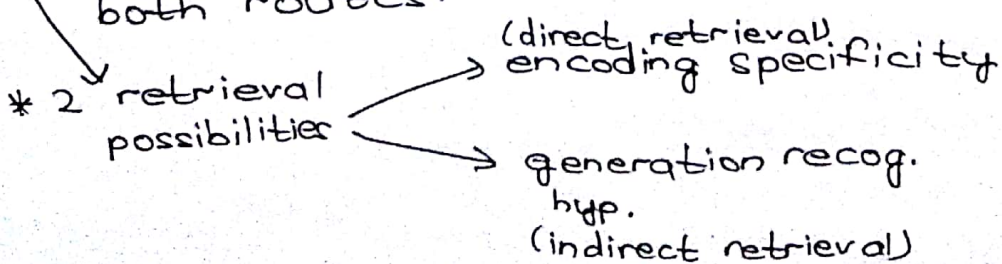 both routes.
(direct retrieval)
* 2 retrieval → encoding specificity
possibilities
→ generation recog.
hyp.
(indirect retrieval)